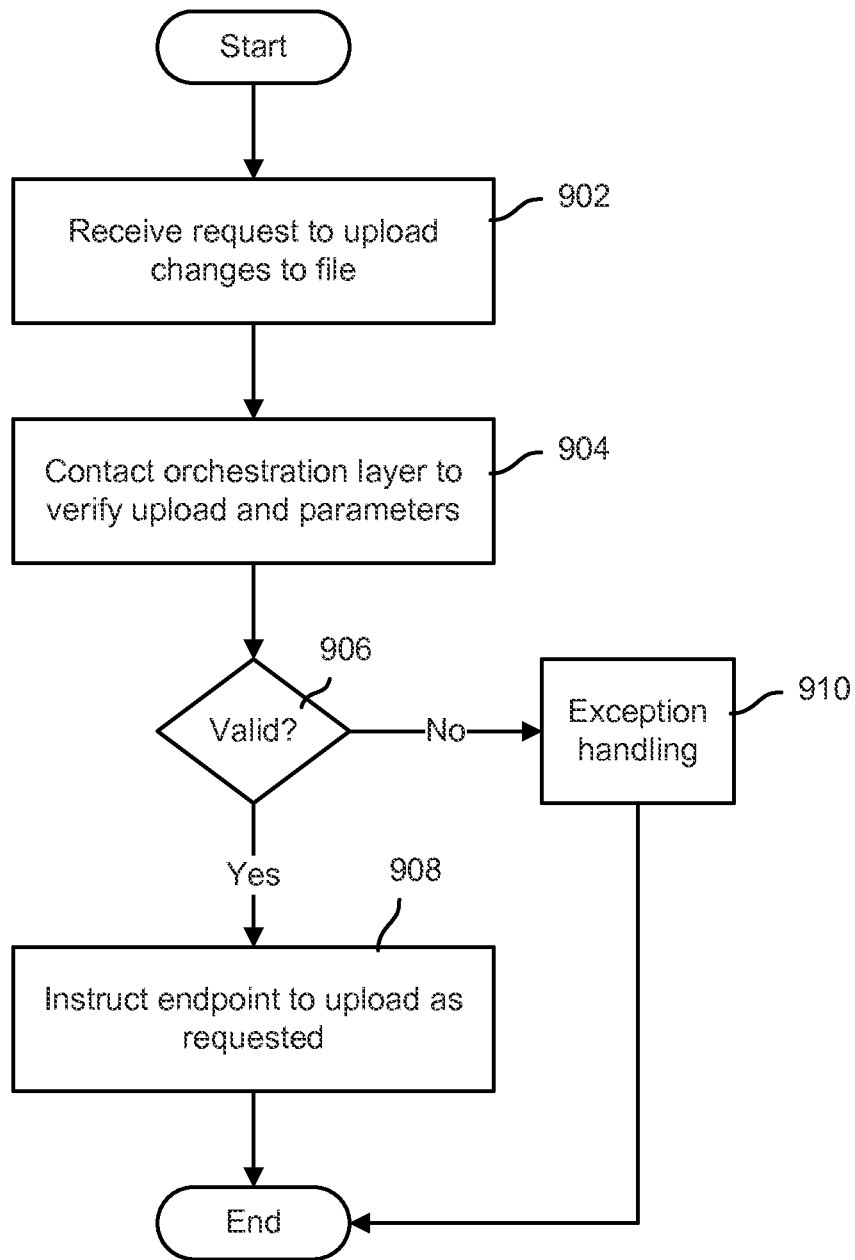 Start
Receive request to upload
changes to file
902
Contact orchestration layer to
verify upload and parameters
904
906
Valid?
No
Exception
handling
910
Yes
908
Instruct endpoint to upload as
requested
End